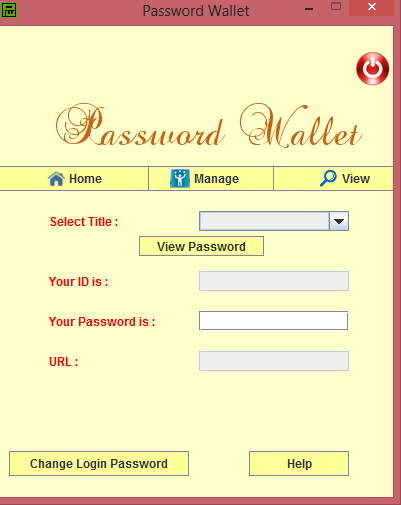 Password Wallet
Password Wallet
Home Manage View
Select Title :
View Password
Your ID is :
Your Password is :
URL :
Change Login Password Help